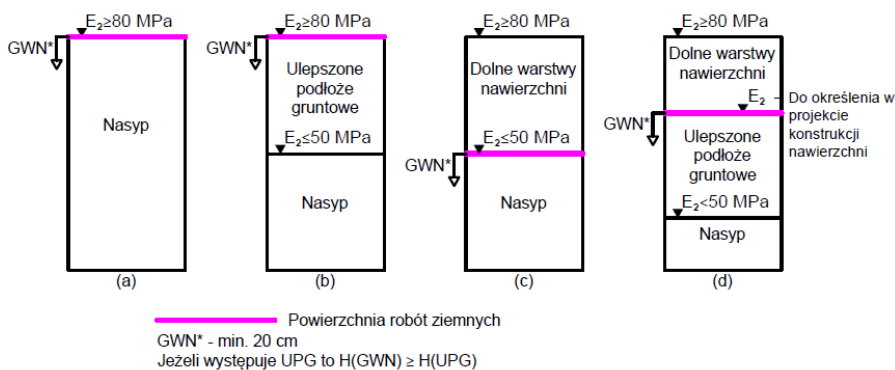 E₂≥80 MPa
GWN*
Nasyp
(a)
E₂≥80 MPa
GWN*
Ulepszone
podłoże
gruntowe
E₂≤50 MPa
Nasyp
(b)
E₂≥80 MPa
Dolne warstwy
nawierzchni
E₂≤50 MPa
GWN*
Nasyp
(c)
E₂≥80 MPa
Dolne warstwy
nawierzchni
E₂ – Do określenia w
projekcie
konstrukcji
nawierzchni
GWN*
Ulepszone
podłoże
gruntowe
E₂<50 MPa
Nasyp
(d)
Powierzchnia robót ziemnych
GWN* - min. 20 cm
Jeżeli występuje UPG to H(GWN) ≥ H(UPG)